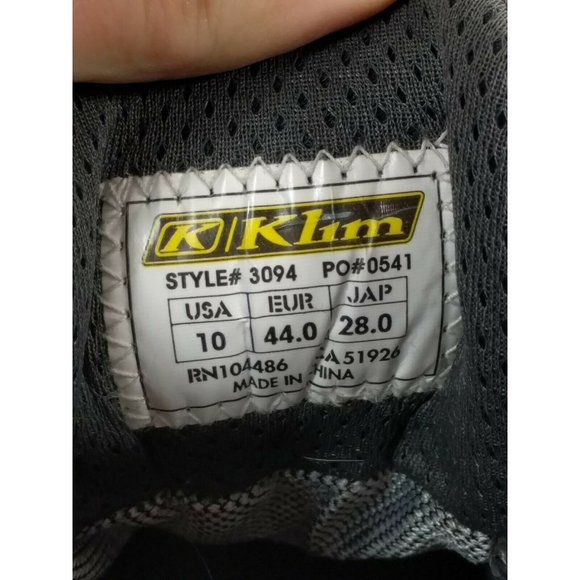 K | Klim
STYLE# 3094 PO#0541
USA EUR JAP
10 44.0 28.0
RN104486 CA 51926
MADE IN CHINA